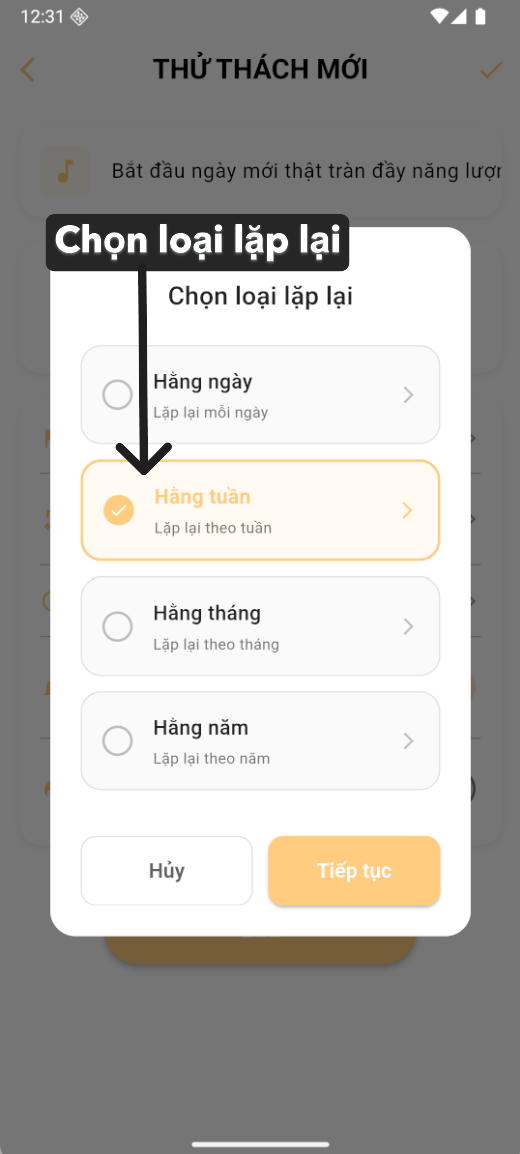 12:31
THỬ THÁCH MỚI
Bắt đầu ngày mới thật tràn đầy năng lượn
Chọn loại lặp lại
Chọn loại lặp lại
Hằng ngày
Lặp lại mỗi ngày
Hằng tuần
Lặp lại theo tuần
Hằng tháng
Lặp lại theo tháng
Hằng năm
Lặp lại theo năm
Hủy
Tiếp tục